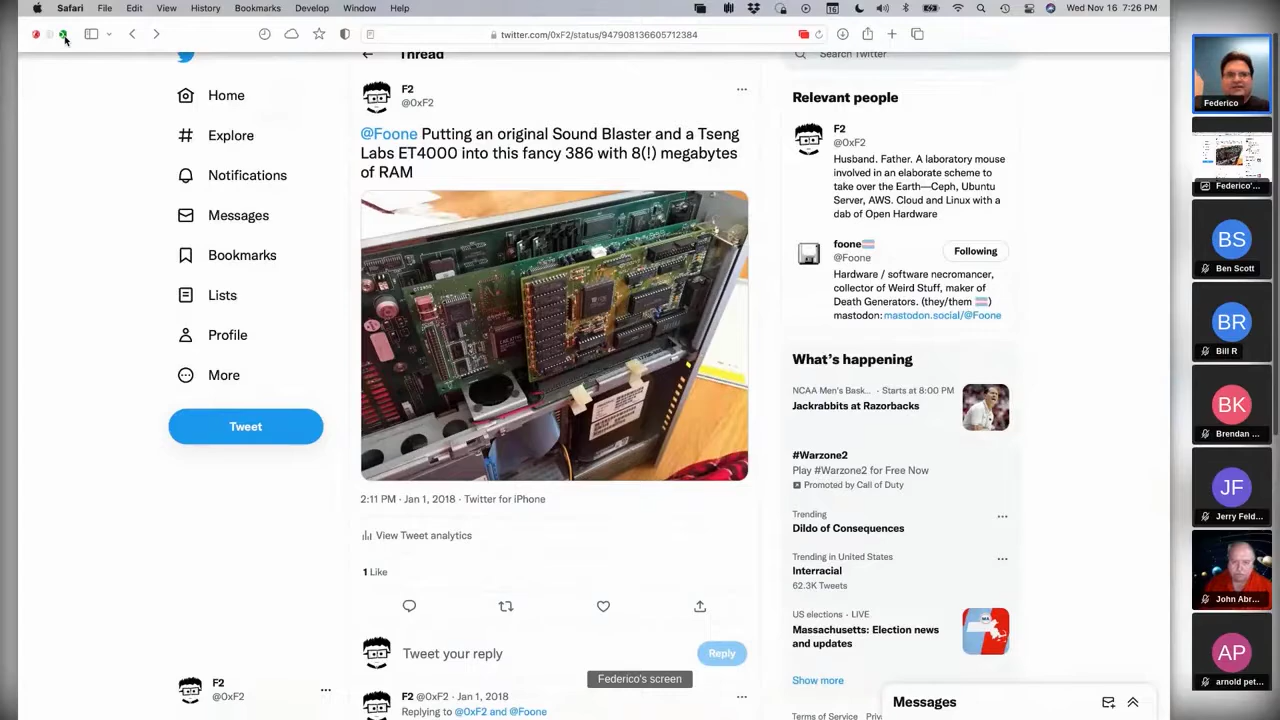 Safari File Edit View History Bookmarks Develop Window Help
16
Wed Nov 16 7:26 PM
twitter.com/0xF2/status/947908136605712384
Home
Explore
Notifications
Messages
Bookmarks
Lists
Profile
More
Tweet
F2
@0xF2
Thread
F2
@0xF2
@Foone Putting an original Sound Blaster and a Tseng
Labs ET4000 into this fancy 386 with 8(!) megabytes
of RAM
2:11 PM · Jan 1, 2018 · Twitter for iPhone
View Tweet analytics
1 Like
Tweet your reply
Reply
F2 @0xF2 · Jan 1, 2018
Replying to @0xF2 and @Foone
Federico's screen
Search Twitter
Relevant people
F2
@0xF2
Husband. Father. A laboratory mouse
involved in an elaborate scheme to
take over the Earth—Ceph, Ubuntu
Server, AWS. Cloud and Linux with a
dab of Open Hardware
foone
@Foone
Following
Hardware / software necromancer,
collector of Weird Stuff, maker of
Death Generators. (they/them)
mastodon: mastodon.social/@Foone
What's happening
NCAA Men's Bask... · Starts at 8:00 PM
Jackrabbits at Razorbacks
#Warzone2
Play #Warzone2 for Free Now
Promoted by Call of Duty
Trending
Dildo of Consequences
Trending in United States
Interracial
62.3K Tweets
US elections · LIVE
Massachusetts: Election news
and updates
Show more
Terms of Service Priv
Messages
Federico
Federico'...
BS
Ben Scott
BR
Bill R
BK
Brendan ...
JF
Jerry Feld...
John Abr...
AP
arnold pet...